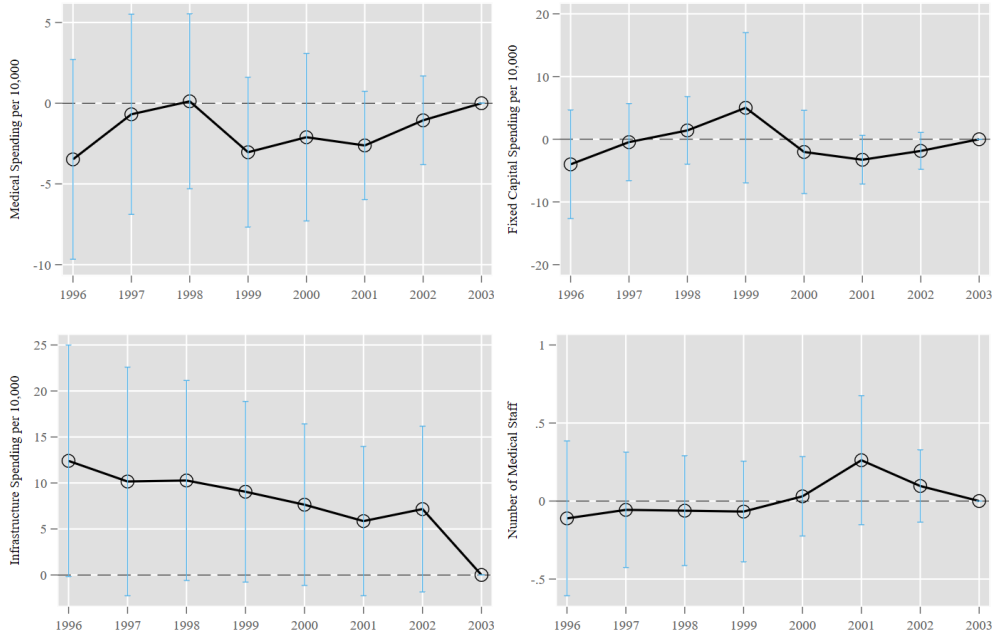 Medical Spending per 10,000
5
0
-5
-10
1996 1997 1998 1999 2000 2001 2002 2003
Fixed Capital Spending per 10,000
20
10
0
-10
-20
1996 1997 1998 1999 2000 2001 2002 2003
Infrastructure Spending per 10,000
25
20
15
10
5
0
1996 1997 1998 1999 2000 2001 2002 2003
Number of Medical Staff
1
.5
0
-.5
1996 1997 1998 1999 2000 2001 2002 2003